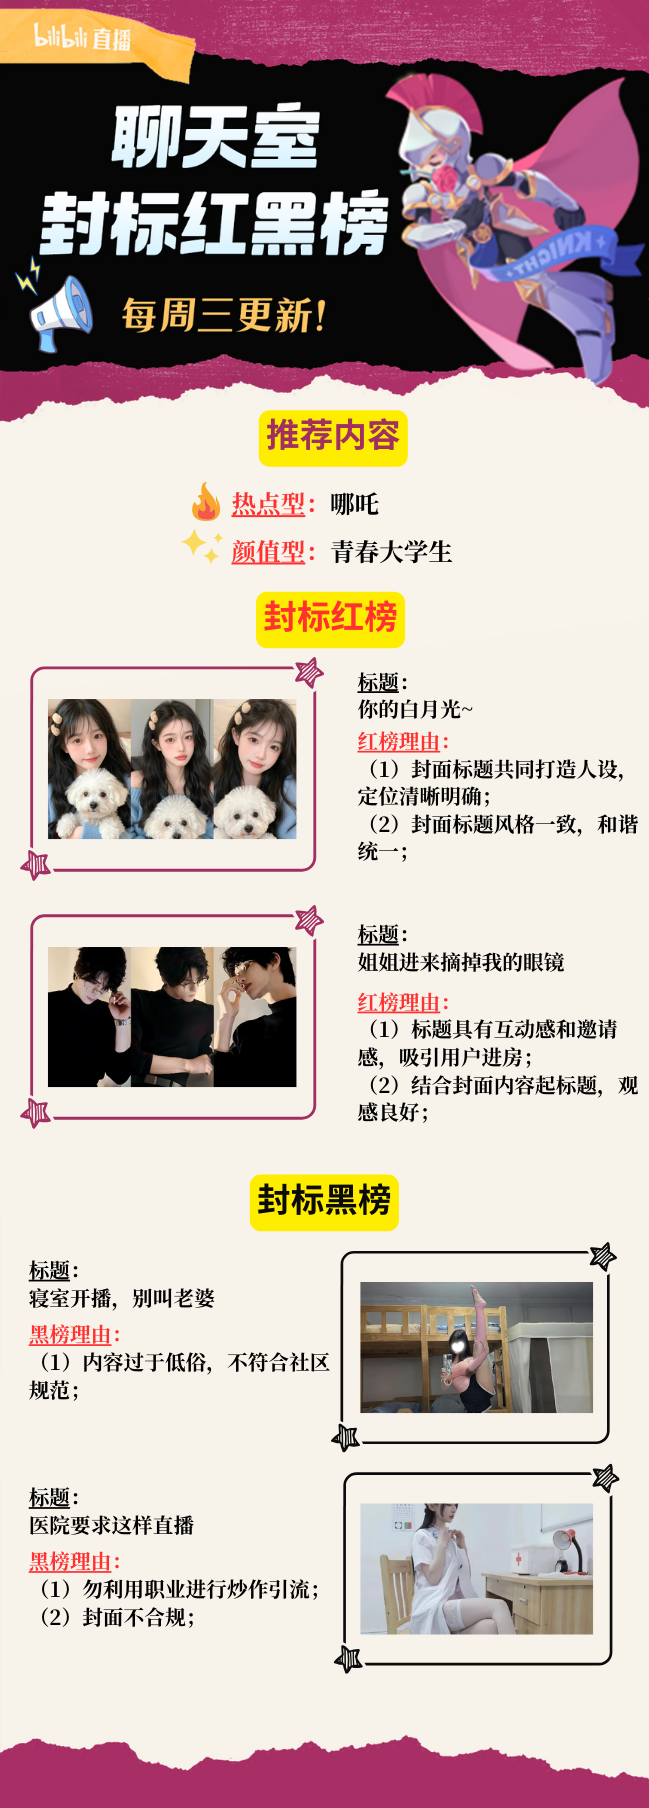 bilibili 直播
聊天室
封标红黑榜
每周三更新!
KNIGHT
推荐内容
热点型：哪吒
颜值型：青春大学生
封标红榜
标题：
你的白月光~
红榜理由：
（1）封面标题共同打造人设，
定位清晰明确；
（2）封面标题风格一致，和谐
统一；
标题：
姐姐进来摘掉我的眼镜
红榜理由：
（1）标题具有互动感和邀请
感，吸引用户进房；
（2）结合封面内容起标题，观
感良好；
封标黑榜
标题：
寝室开播，别叫老婆
黑榜理由：
（1）内容过于低俗，不符合社区
规范；
标题：
医院要求这样直播
黑榜理由：
（1）勿利用职业进行炒作引流；
（2）封面不合规；